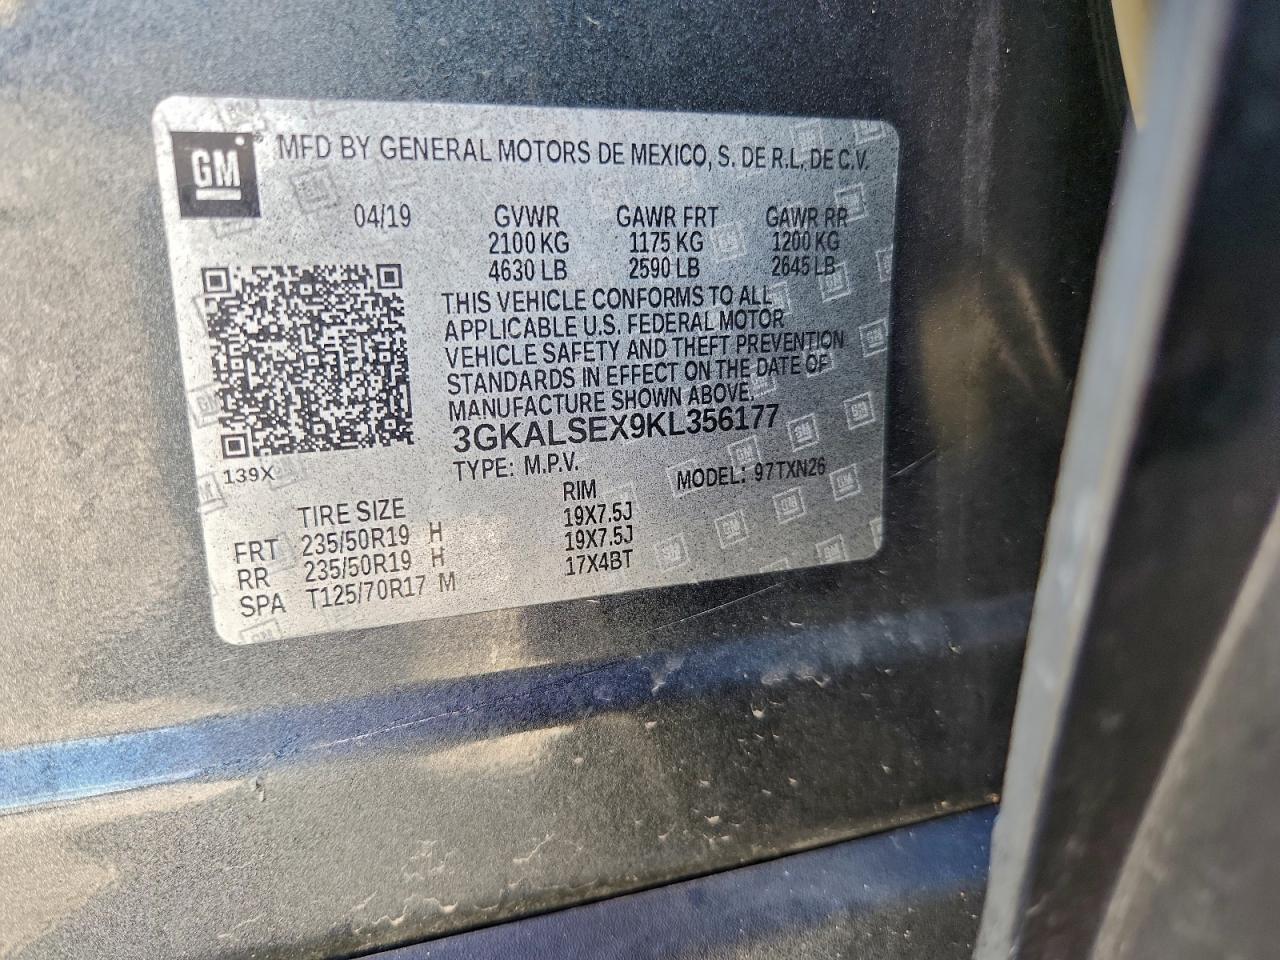 GM
MFD BY GENERAL MOTORS DE MEXICO, S. DE R.L. DE C.V.
04/19 GVWR GAWR FRT GAWR RR
2100 KG 1175 KG 1200 KG
4630 LB 2590 LB 2645 LB
THIS VEHICLE CONFORMS TO ALL
APPLICABLE U.S. FEDERAL MOTOR
VEHICLE SAFETY AND THEFT PREVENTION
STANDARDS IN EFFECT ON THE DATE OF
MANUFACTURE SHOWN ABOVE.
3GKALSEX9KL356177
139X
TYPE: M.P.V. MODEL: 97TXN26
TIRE SIZE RIM
FRT 235/50R19 H 19X7.5J
RR 235/50R19 H 19X7.5J
SPA T125/70R17 M 17X4BT